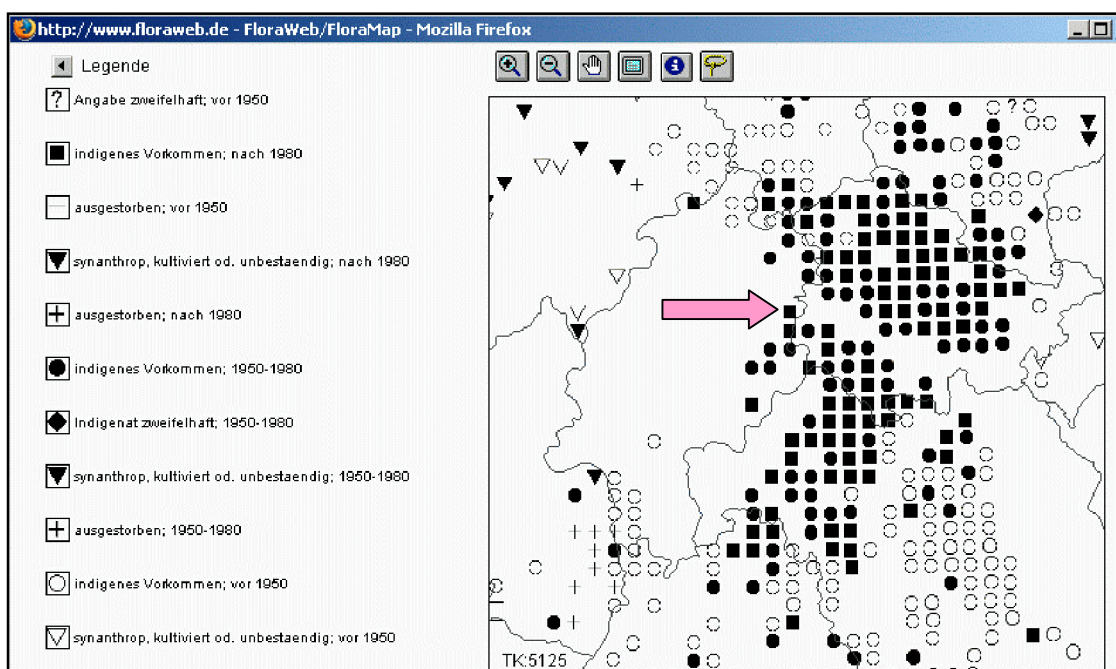 http://www.floraweb.de - FloraWeb/FloraMap - Mozilla Firefox
Legende
? Angabe zweifelhaft; vor 1950
indigenes Vorkommen; nach 1980
ausgestorben; vor 1950
synanthrop, kultiviert od. unbestaendig; nach 1980
ausgestorben; nach 1980
indigenes Vorkommen; 1950-1980
Indigenat zweifelhaft; 1950-1980
synanthrop, kultiviert od. unbestaendig; 1950-1980
ausgestorben; 1950-1980
indigenes Vorkommen; vor 1950
synanthrop, kultiviert od. unbestaendig; vor 1950
?
TK:5125